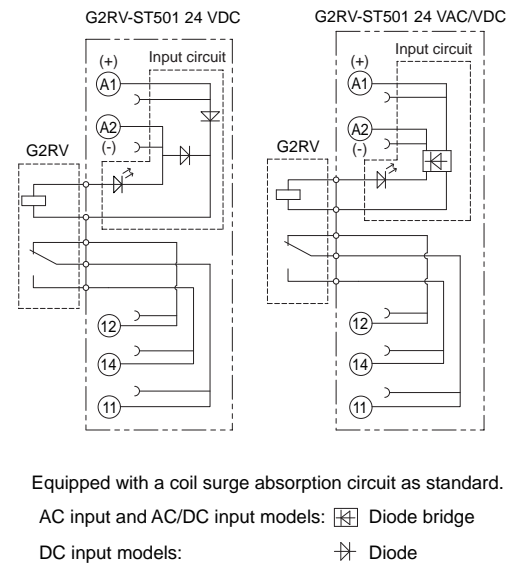 G2RV-ST501 24 VDC
(+)
Input circuit
A1
A2
(-)
G2RV
12
14
11
G2RV-ST501 24 VAC/VDC
(+)
Input circuit
A1
A2
(-)
G2RV
12
14
11
Equipped with a coil surge absorption circuit as standard.
AC input and AC/DC input models: Diode bridge
DC input models: Diode